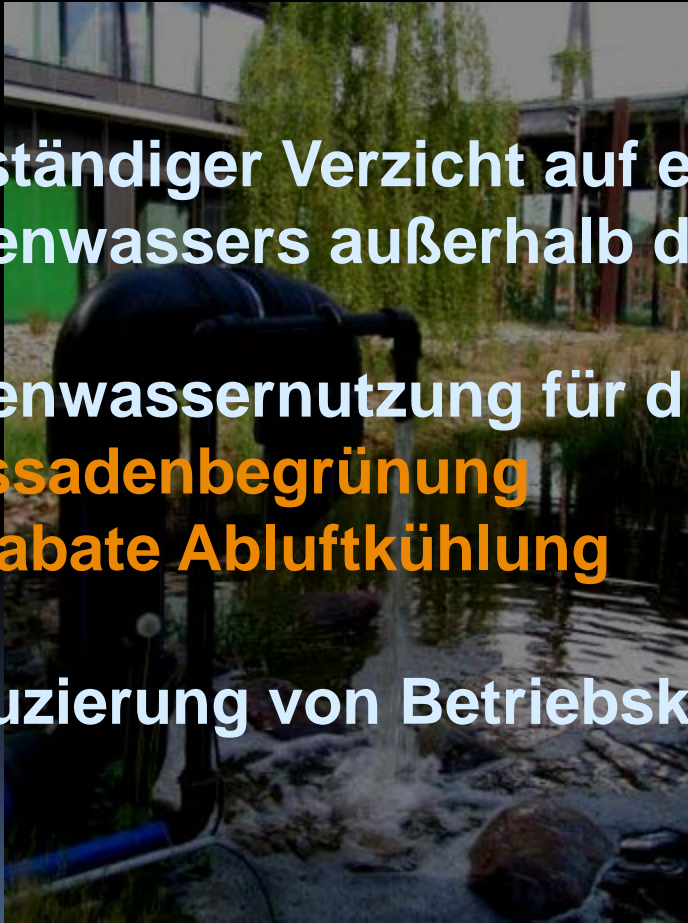 ständiger Verzicht auf e
enwassers außerhalb d
enwassernutzung für d
ssadenbegrünung
abate Abluftkühlung
uzierung von Betriebsk